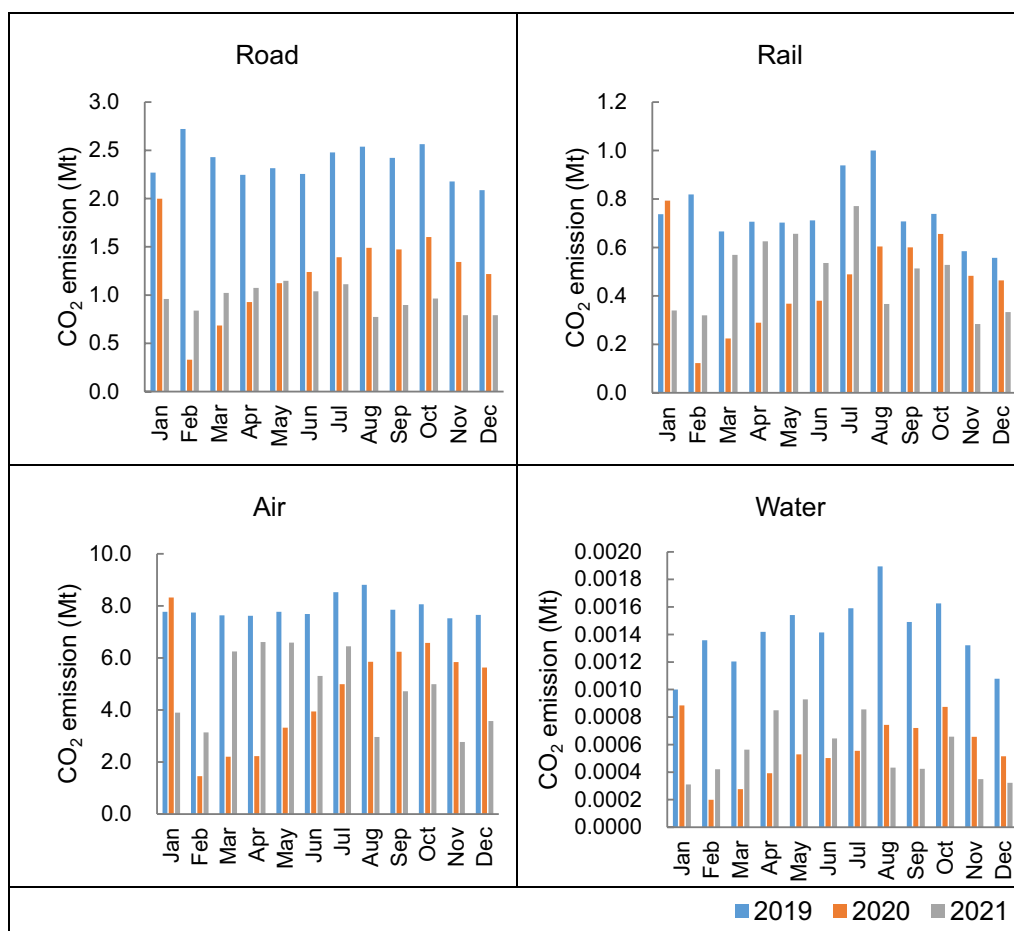 Road
CO₂ emission (Mt)
3.0
2.5
2.0
1.5
1.0
0.5
0.0
Jan
Feb
Mar
Apr
May
Jun
Jul
Aug
Sep
Oct
Nov
Dec
Rail
CO₂ emission (Mt)
1.2
1.0
0.8
0.6
0.4
0.2
0.0
Jan
Feb
Mar
Apr
May
Jun
Jul
Aug
Sep
Oct
Nov
Dec
Air
CO₂ emission (Mt)
10.0
8.0
6.0
4.0
2.0
0.0
Jan
Feb
Mar
Apr
May
Jun
Jul
Aug
Sep
Oct
Nov
Dec
Water
CO₂ emission (Mt)
0.0020
0.0018
0.0016
0.0014
0.0012
0.0010
0.0008
0.0006
0.0004
0.0002
0.0000
Jan
Feb
Mar
Apr
May
Jun
Jul
Aug
Sep
Oct
Nov
Dec
2019 2020 2021